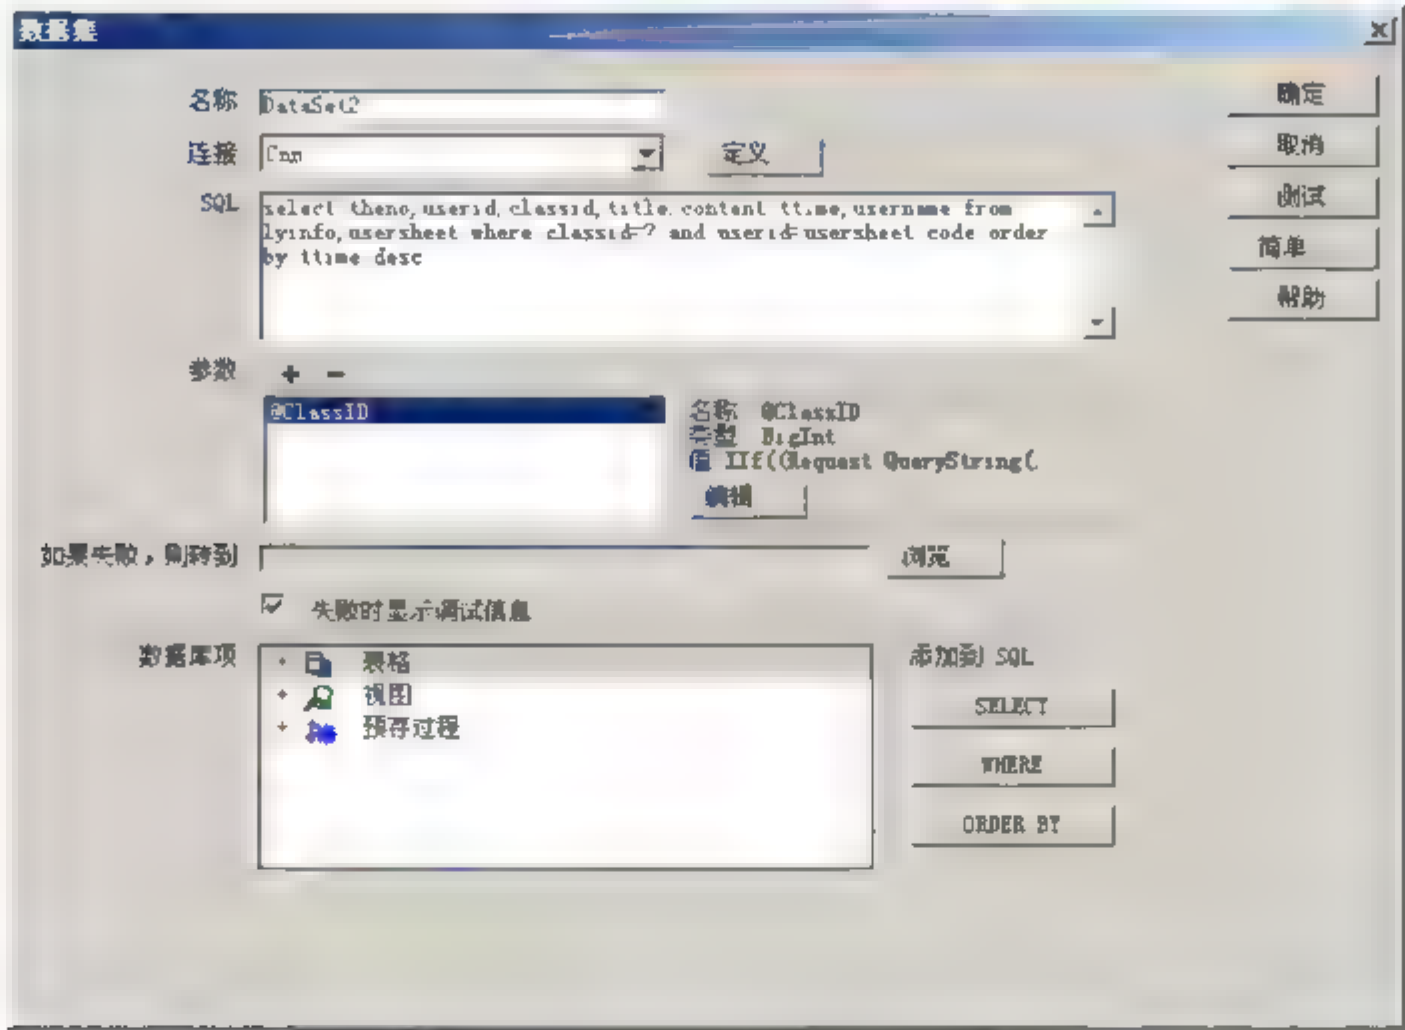 数据集
名称 DataSet2
确定
连接 Cnn 定义
取消
SQL select theno,userid,classid,title.content ttime,username from
lyinfo,usersheet where classid=? and userid=usersheet code order
by ttime desc
测试
简单
帮助
参数 + -
@ClassID
名称 @ClassID
类型 BigInt
值 IIf((Request QueryString(
编辑
如果失败，则转到 浏览
失败时显示调试信息
数据库项
表格
视图
预存过程
添加到 SQL
SELECT
WHERE
ORDER BY